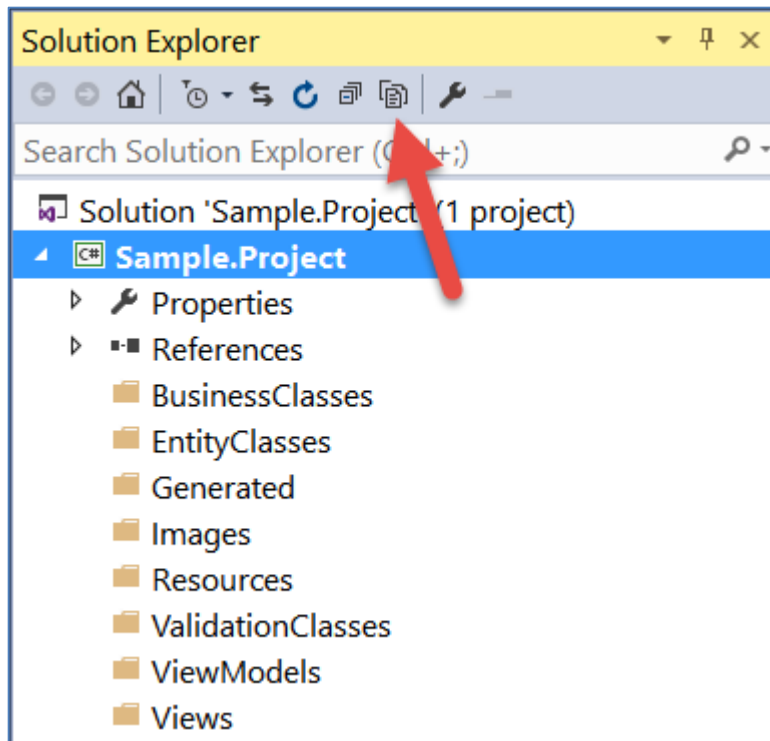 Solution Explorer
Search Solution Explorer (C +;)
Solution 'Sample.Project (1 project)
C# Sample.Project
Properties
References
BusinessClasses
EntityClasses
Generated
Images
Resources
ValidationClasses
ViewModels
Views